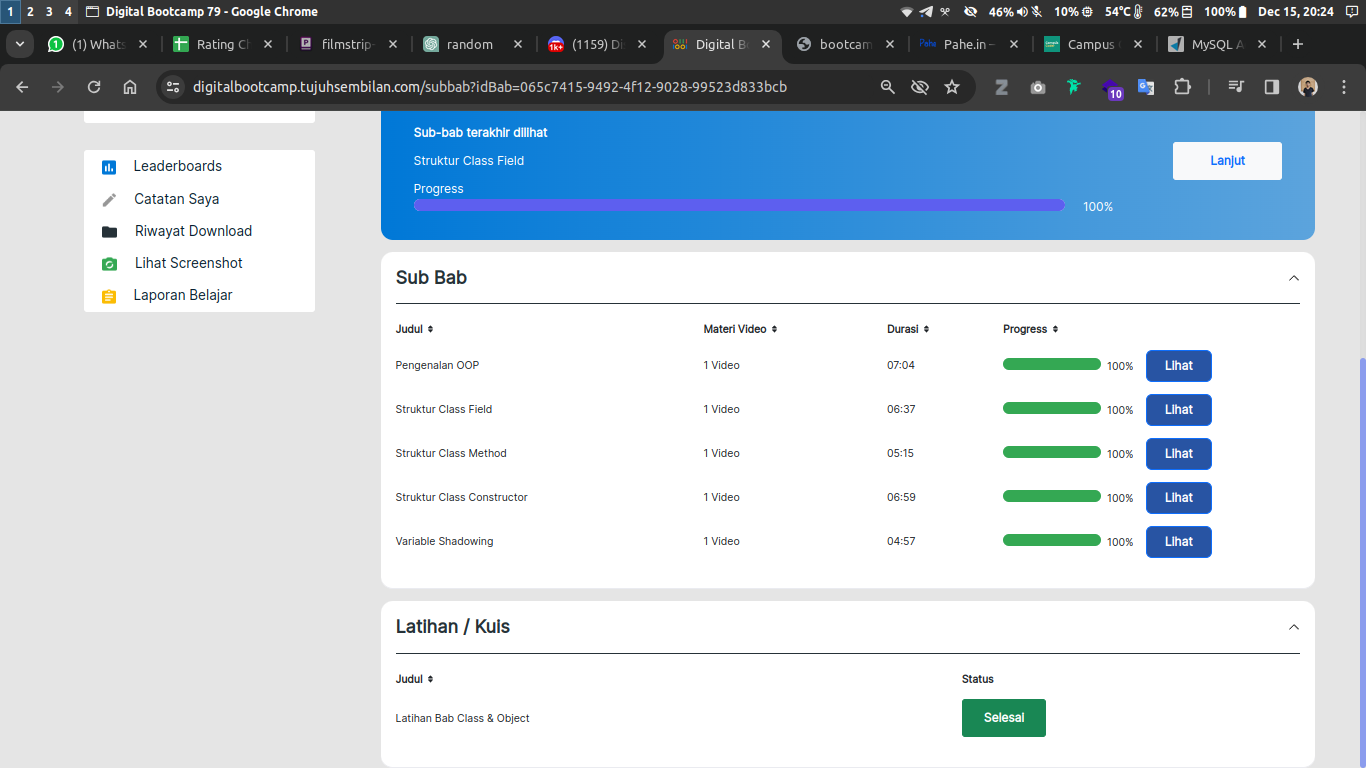 1 2 3 4 Digital Bootcamp 79 - Google Chrome 46% 10% 54°C 62% 100% Dec 15, 20:24
(1) Whats Rating Ch filmstrip- random (1159) Di Digital Bo bootcam Pahe Pahe.in – Campus MySQL A
digitalbootcamp.tujuhsembilan.com/subbab?idBab=065c7415-9492-4f12-9028-99523d833bcb 10
Leaderboards
Catatan Saya
Riwayat Download
Lihat Screenshot
Laporan Belajar
Sub-bab terakhir dilihat
Struktur Class Field
Lanjut
Progress
100%
Sub Bab
Judul Materi Video Durasi Progress
Pengenalan OOP 1 Video 07:04 100% Lihat
Struktur Class Field 1 Video 06:37 100% Lihat
Struktur Class Method 1 Video 05:15 100% Lihat
Struktur Class Constructor 1 Video 06:59 100% Lihat
Variable Shadowing 1 Video 04:57 100% Lihat
Latihan / Kuis
Judul Status
Latihan Bab Class & Object Selesai